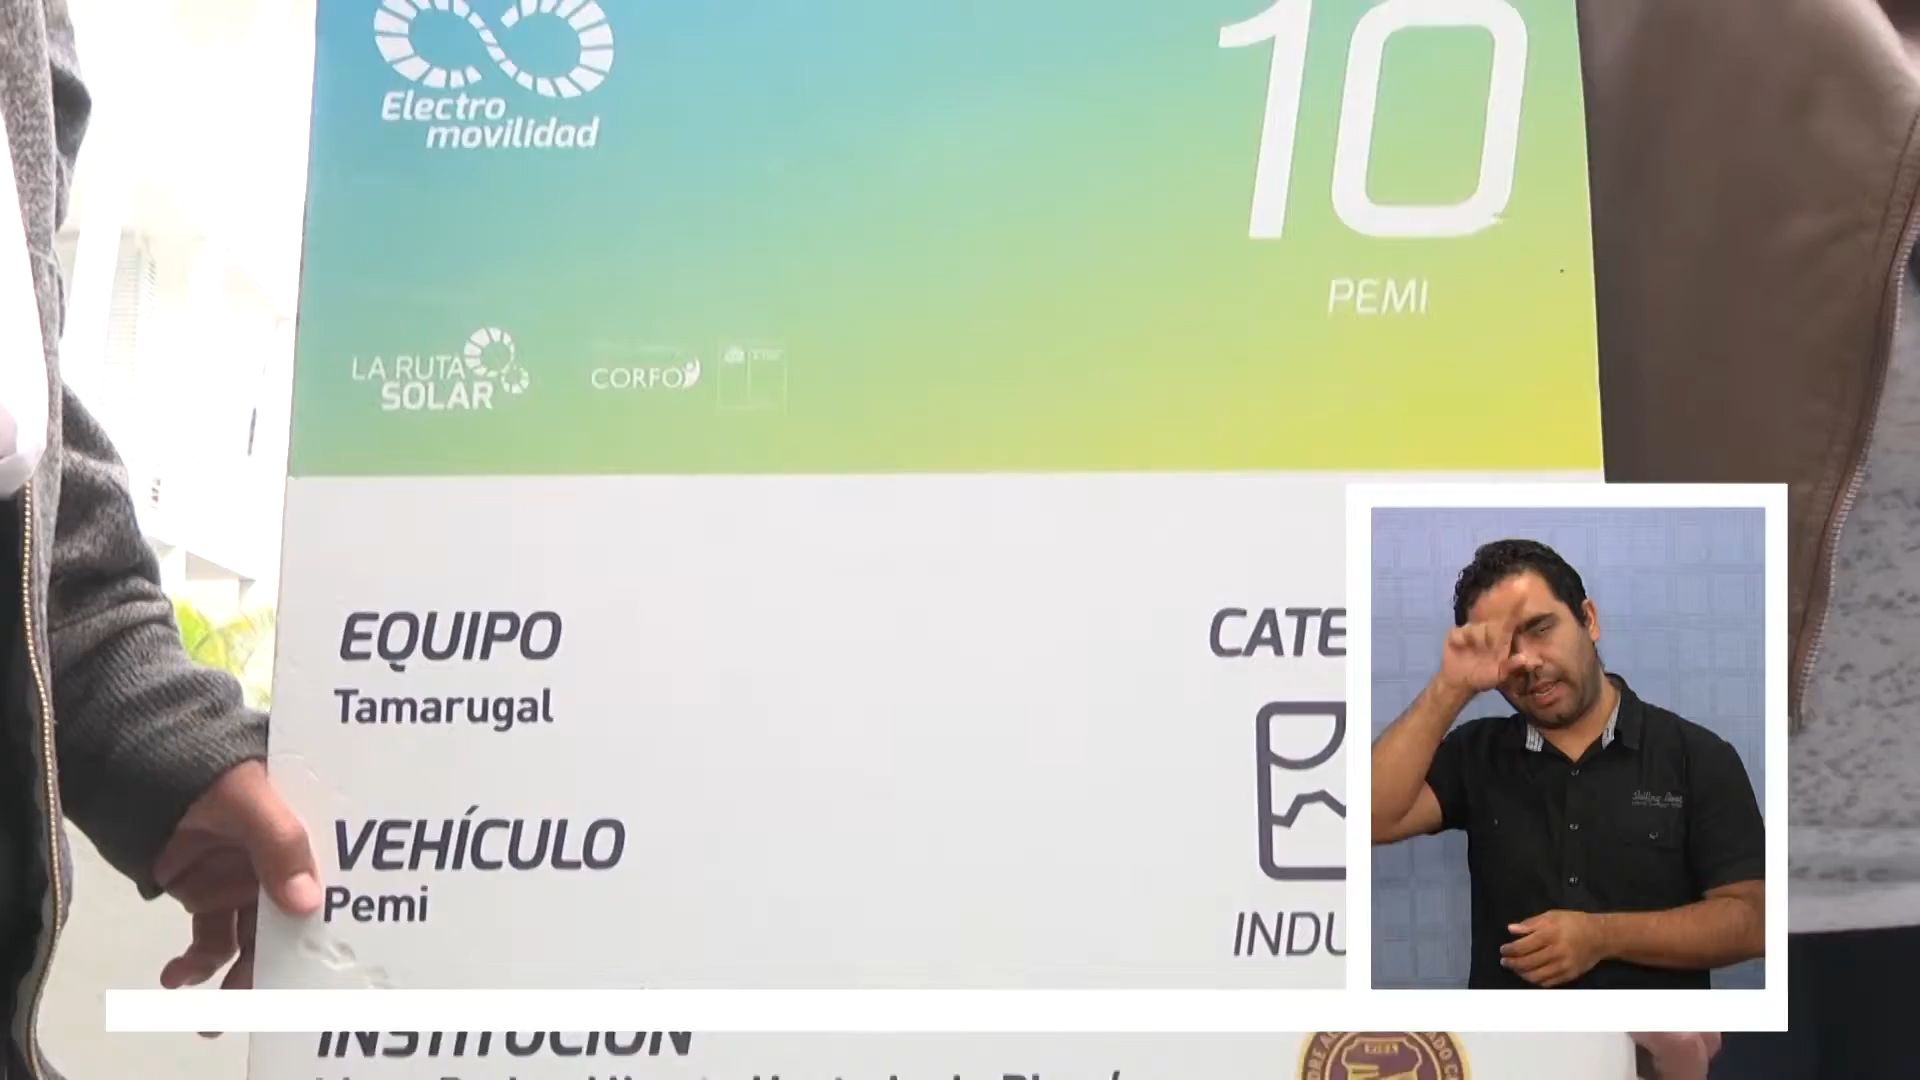 Electro
movilidad
10
PEMI
LA RUTA
SOLAR
CORFO
EQUIPO
Tamarugal
CATE
VEHÍCULO
Pemi
INDU
INSTITUCIÓN